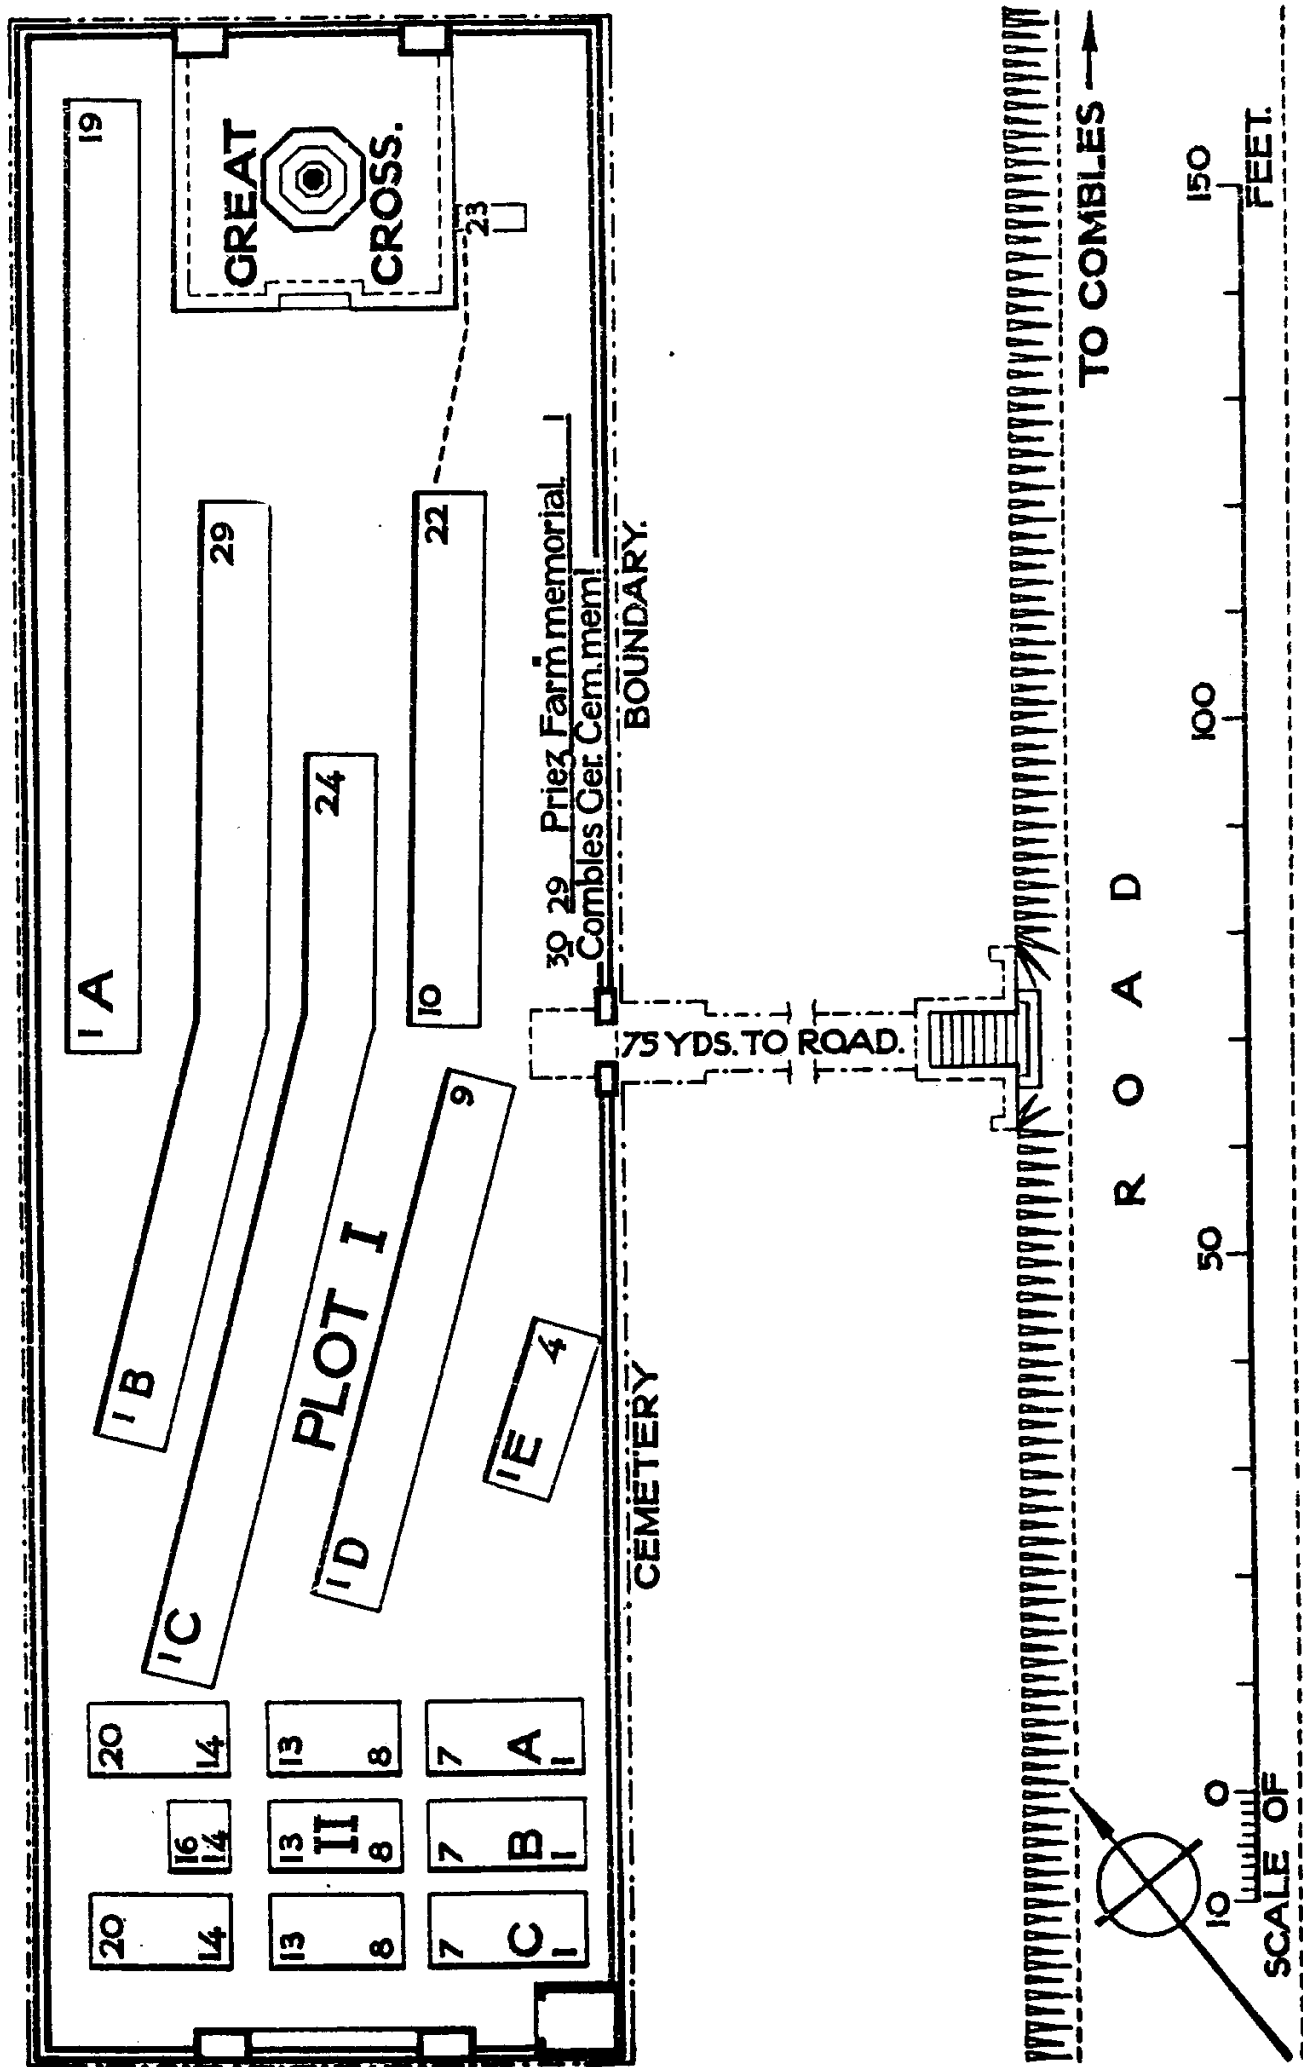 1 A 19
1 B 29
1 C 24
PLOT I
1 D 9
10 22
23
1 E 4
GREAT
CROSS.
20 16 20
14 14 14
13 13 13
II
8 8 8
7 7 7
C B A
1 1 1
30 29 Priez Farm memorial. 1
Combles Ger. Cem. meml
CEMETERY BOUNDARY.
75 YDS. TO ROAD.
TO COMBLES
ROAD
10 0 50 100 150
SCALE OF FEET.